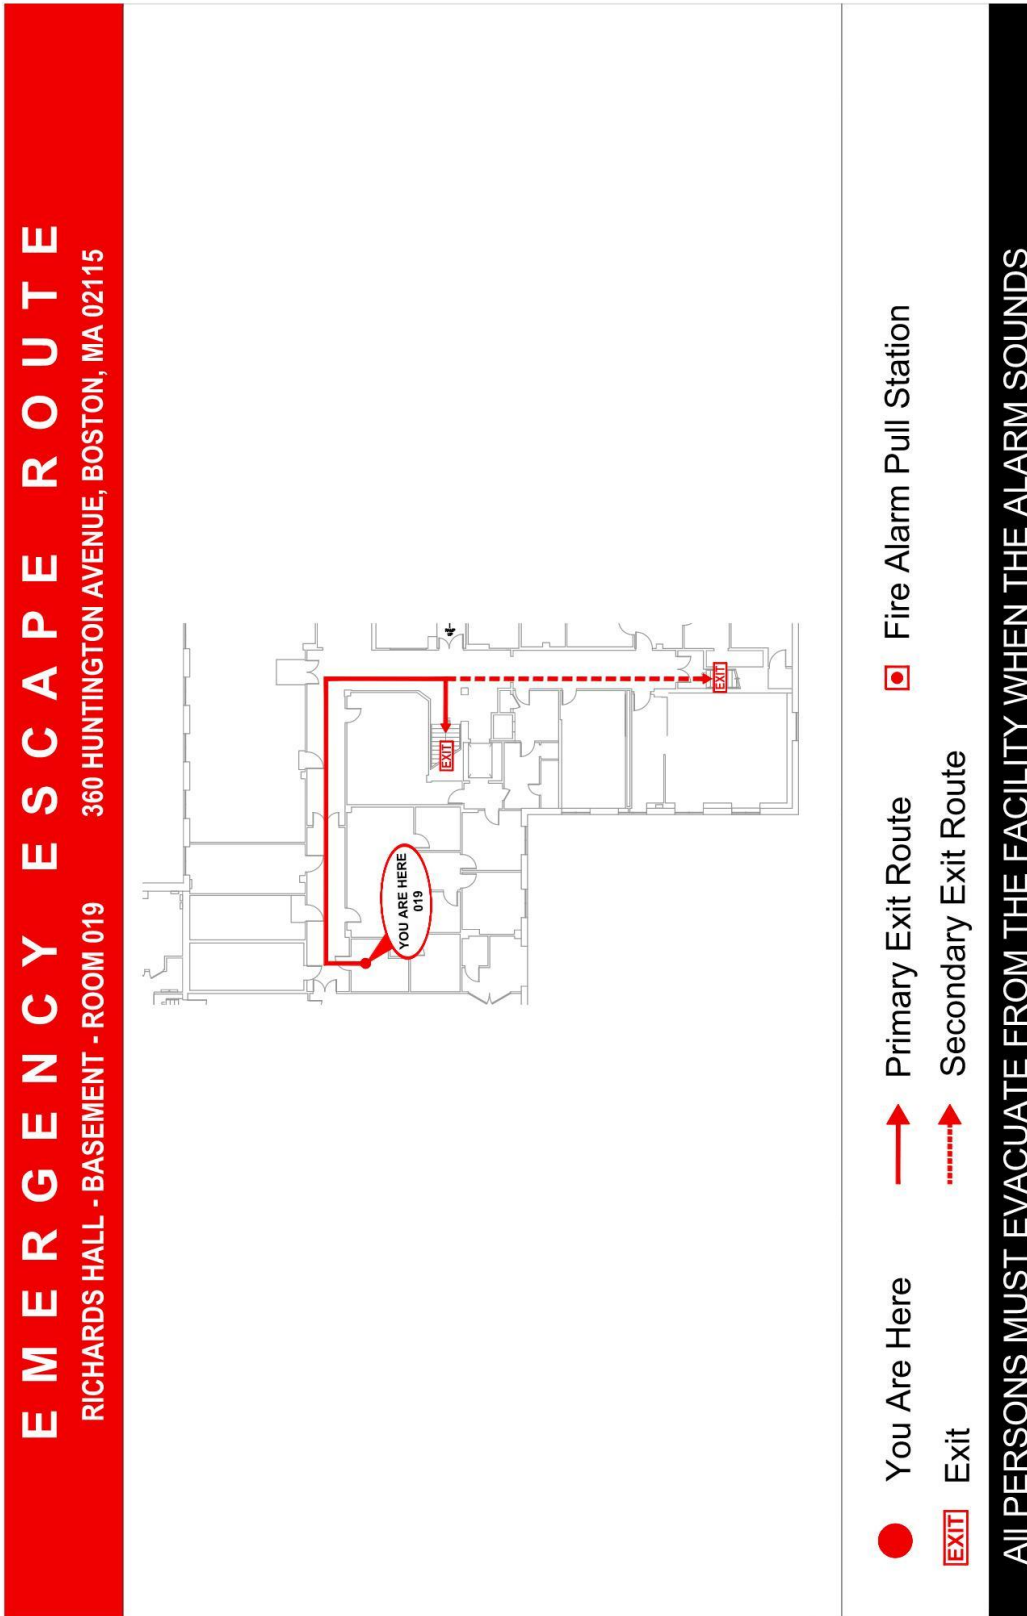 EMERGENCY ESCAPE ROUTE
RICHARDS HALL - BASEMENT - ROOM 019
360 HUNTINGTON AVENUE, BOSTON, MA 02115
YOU ARE HERE
019
EXIT
EXIT
You Are Here
Primary Exit Route
Fire Alarm Pull Station
EXIT Exit
Secondary Exit Route
All PERSONS MUST EVACUATE FROM THE FACILITY WHEN THE ALARM SOUNDS